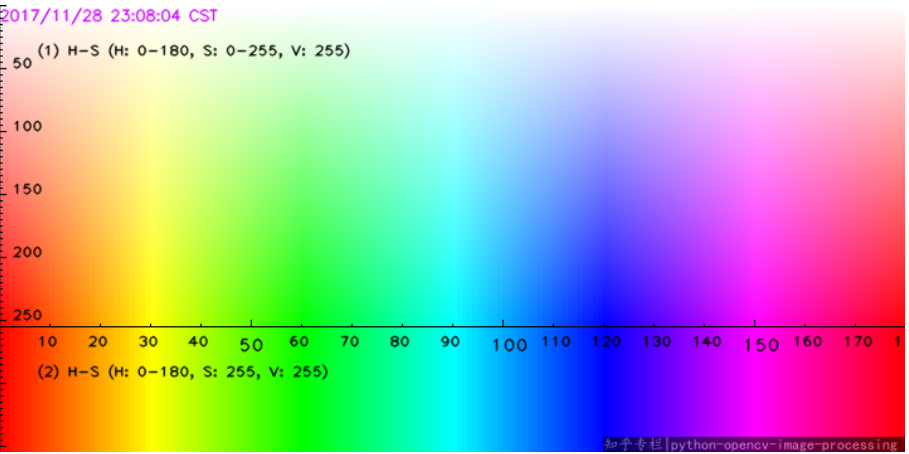 2017/11/28 23:08:04 CST
(1) H-S (H: 0-180, S: 0-255, V: 255)
50
100
150
200
250
10 20 30 40 50 60 70 80 90 100 110 120 130 140 150 160 170 1
(2) H-S (H: 0-180, S: 255, V: 255)
知乎专栏|python-opencv-image-processing